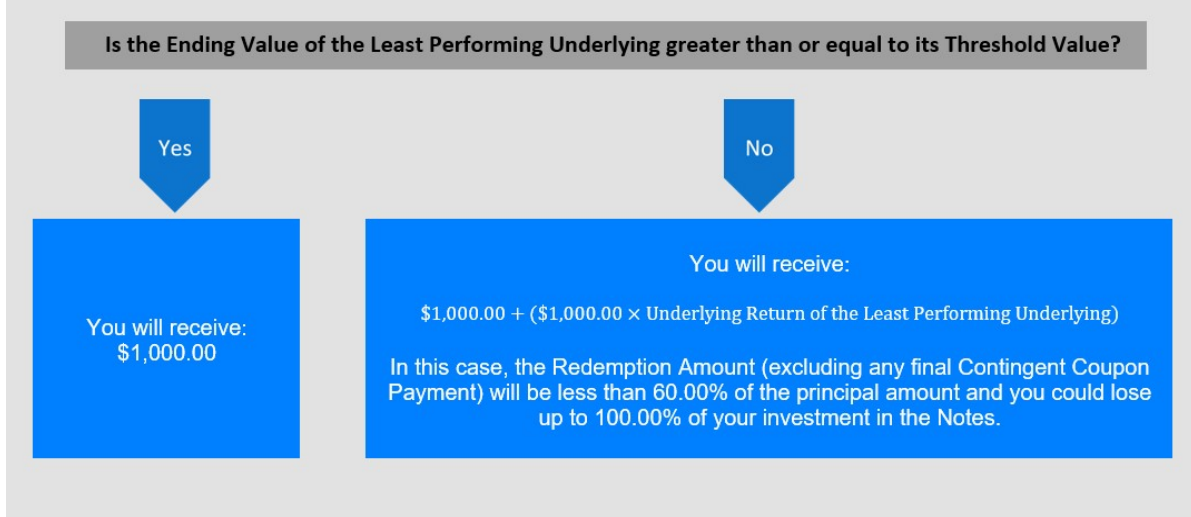 Is the Ending Value of the Least Performing Underlying greater than or equal to its Threshold Value?
Yes
No
You will receive:
$1,000.00
You will receive:
$1,000.00 + ($1,000.00 × Underlying Return of the Least Performing Underlying)
In this case, the Redemption Amount (excluding any final Contingent Coupon
Payment) will be less than 60.00% of the principal amount and you could lose
up to 100.00% of your investment in the Notes.